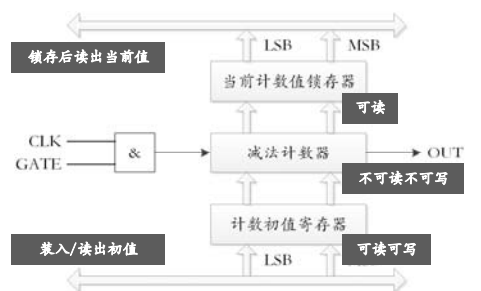 LSB MSB
锁存后读出当前值
当前计数值锁存器
可读
CLK
GATE
&
减法计数器
OUT
不可读不可写
计数初值寄存器
装入/读出初值
可读可写
LSB